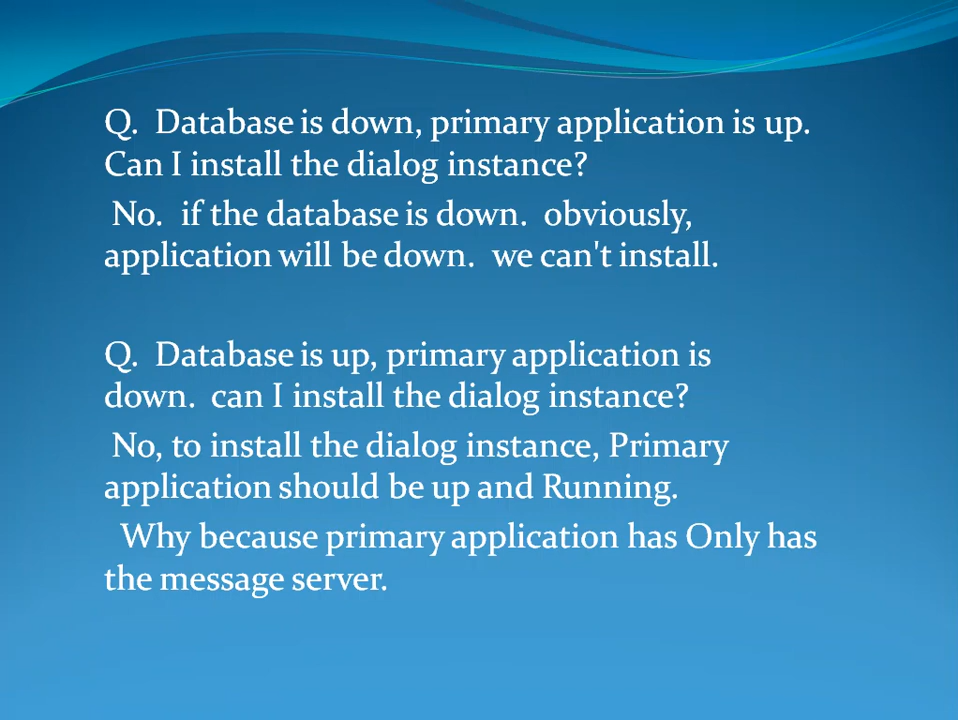 Q.  Database is down, primary application is up.
Can I install the dialog instance?
No.  if the database is down.  obviously,
application will be down.  we can't install.
Q.  Database is up, primary application is
down.  can I install the dialog instance?
No, to install the dialog instance, Primary
application should be up and Running.
Why because primary application has Only has
the message server.